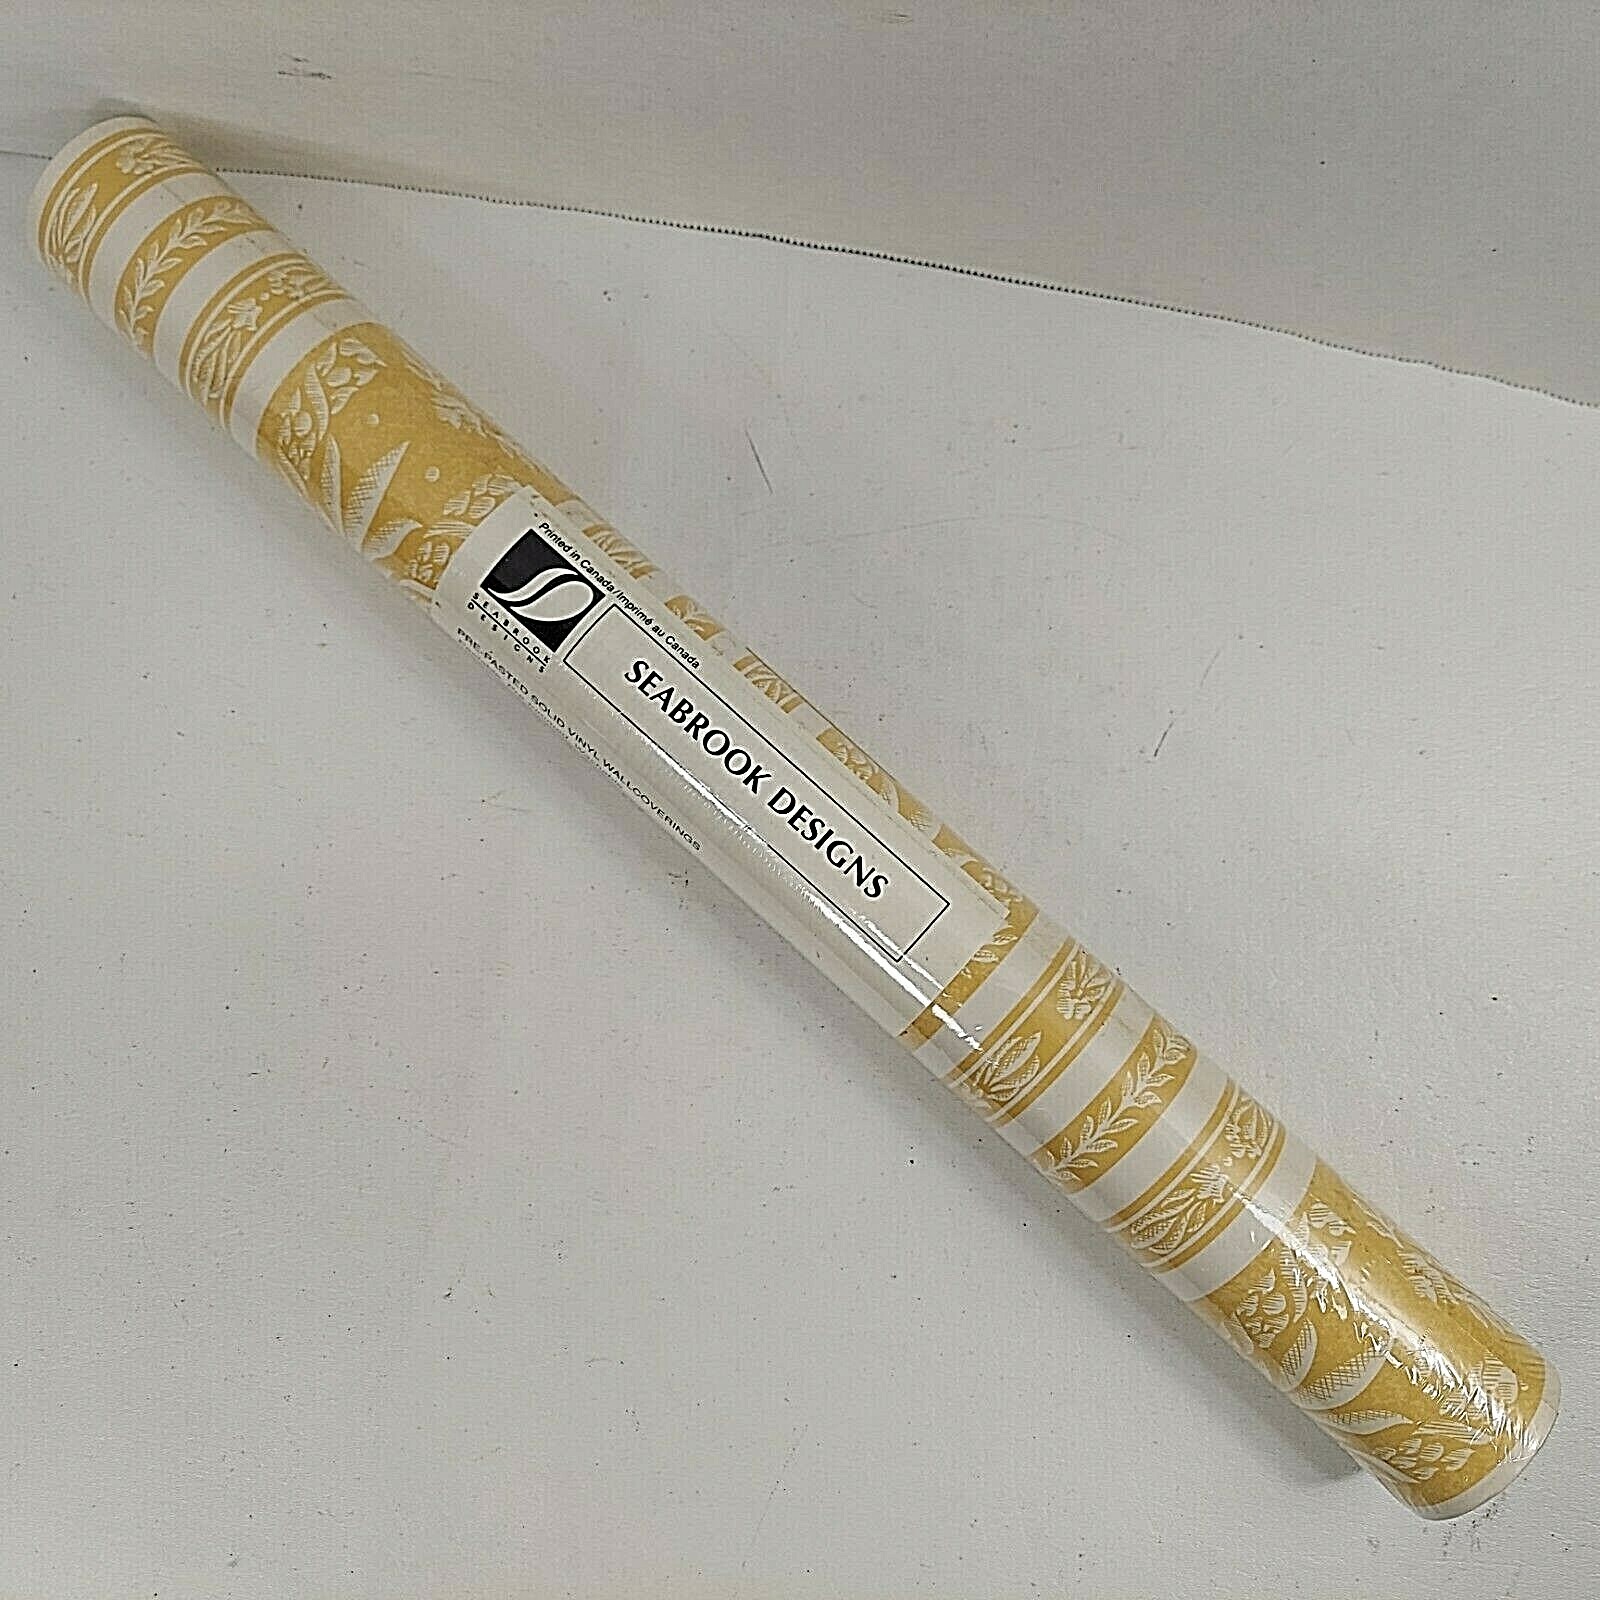 Printed in Canada/Imprimé au Canada
SEABROOK
DESIGNS
SEABROOK DESIGNS
PRE-PASTED SOLID VINYL WALLCOVERINGS